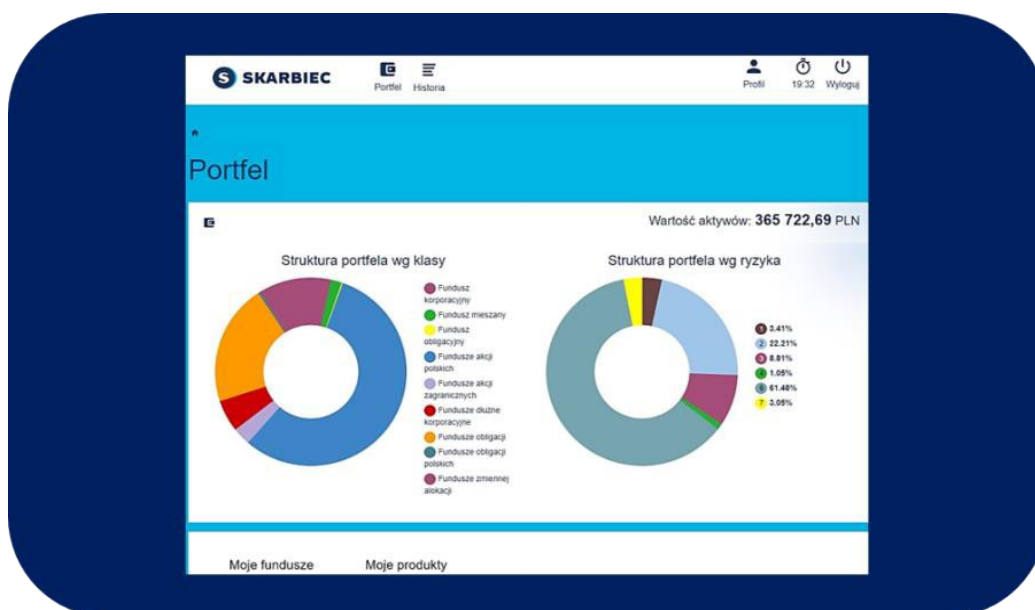 S SKARBIEC
Portfel
Historia
Profil
19:32
Wyloguj
Portfel
Wartość aktywów: 365 722,69 PLN
Struktura portfela wg klasy
Fundusz
korporacyjny
Fundusz mieszany
Fundusz
obligacyjny
Fundusze akcji
polskich
Fundusze akcji
zagranicznych
Fundusze dłużne
korporacyjne
Fundusze obligacji
Fundusze obligacji
polskich
Fundusze zmiennej
alokacji
Struktura portfela wg ryzyka
1 3.41%
2 22.21%
3 8.81%
4 1.05%
6 61.48%
7 3.05%
Moje fundusze
Moje produkty